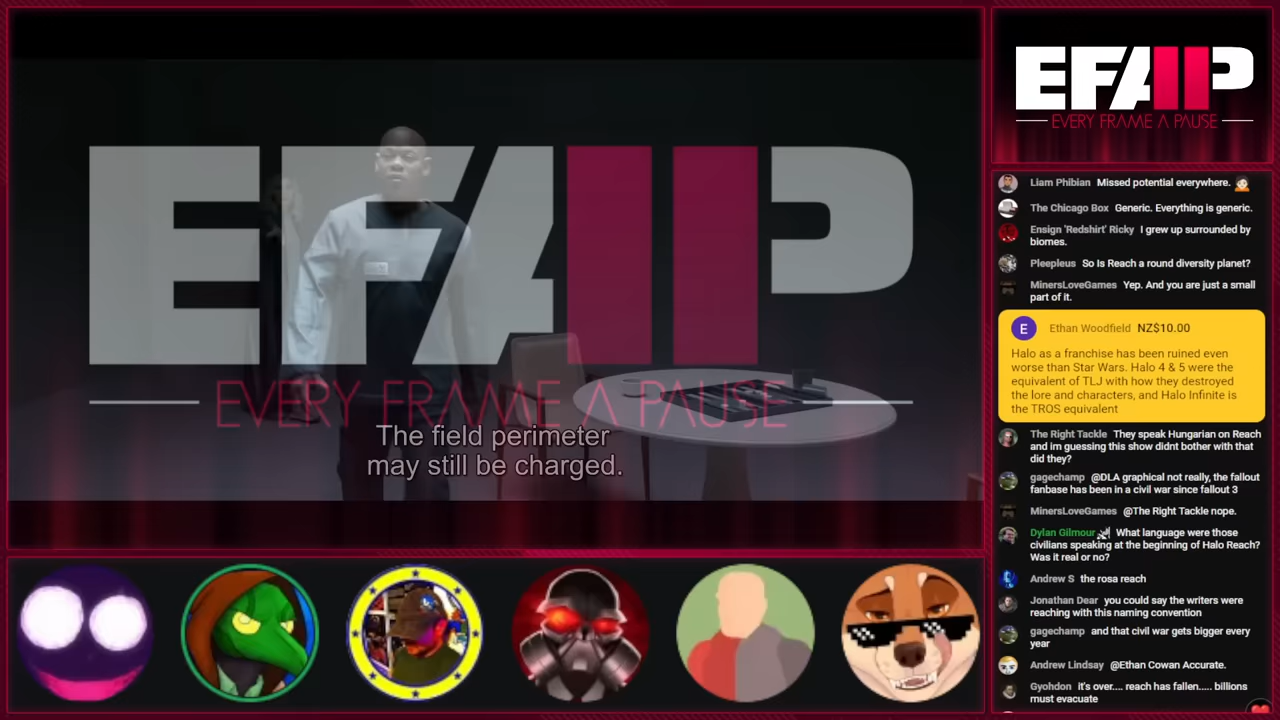 EFAP
EVERY FRAME A PAUSE
The field perimeter
may still be charged.
EFAP
EVERY FRAME A PAUSE
Liam Phibian Missed potential everywhere.
The Chicago Box Generic. Everything is generic.
Ensign 'Redshirt' Ricky I grew up surrounded by
biomes.
Pleepleus So Is Reach a round diversity planet?
MinersLoveGames Yep. And you are just a small
part of it.
E Ethan Woodfield NZ$10.00
Halo as a franchise has been ruined even
worse than Star Wars. Halo 4 & 5 were the
equivalent of TLJ with how they destroyed
the lore and characters, and Halo Infinite is
the TROS equivalent
The Right Tackle They speak Hungarian on Reach
and im guessing this show didnt bother with that
did they?
gagechamp @DLA graphical not really, the fallout
fanbase has been in a civil war since fallout 3
MinersLoveGames @The Right Tackle nope.
Dylan Gilmour What language were those
civilians speaking at the beginning of Halo Reach?
Was it real or no?
Andrew S the rosa reach
Jonathan Dear you could say the writers were
reaching with this naming convention
gagechamp and that civil war gets bigger every
year
Andrew Lindsay @Ethan Cowan Accurate.
Gyohdon it's over.... reach has fallen..... billions
must evacuate